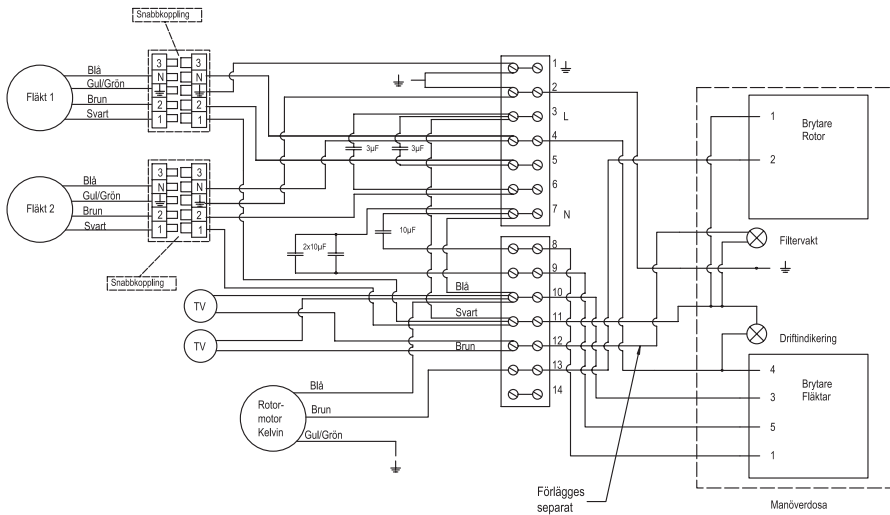 Snabbkoppling
Fläkt 1
Blå
Gul/Grön
Brun
Svart
3 3
N N
2 2
1 1
Fläkt 2
Blå
Gul/Grön
Brun
Svart
3 3
N N
2 2
1 1
Snabbkoppling
3µF 3µF
2x10µF
10µF
1
2
3 L
4
5
6
7 N
8
9
10
11
12
13
14
Blå
Svart
Brun
TV
TV
Rotor-
motor
Kelvin
Blå
Brun
Gul/Grön
Förlägges
separat
1
2
Brytare
Rotor
Filtervakt
Driftindikering
4
3
5
1
Brytare
Fläktar
Manöverdosa